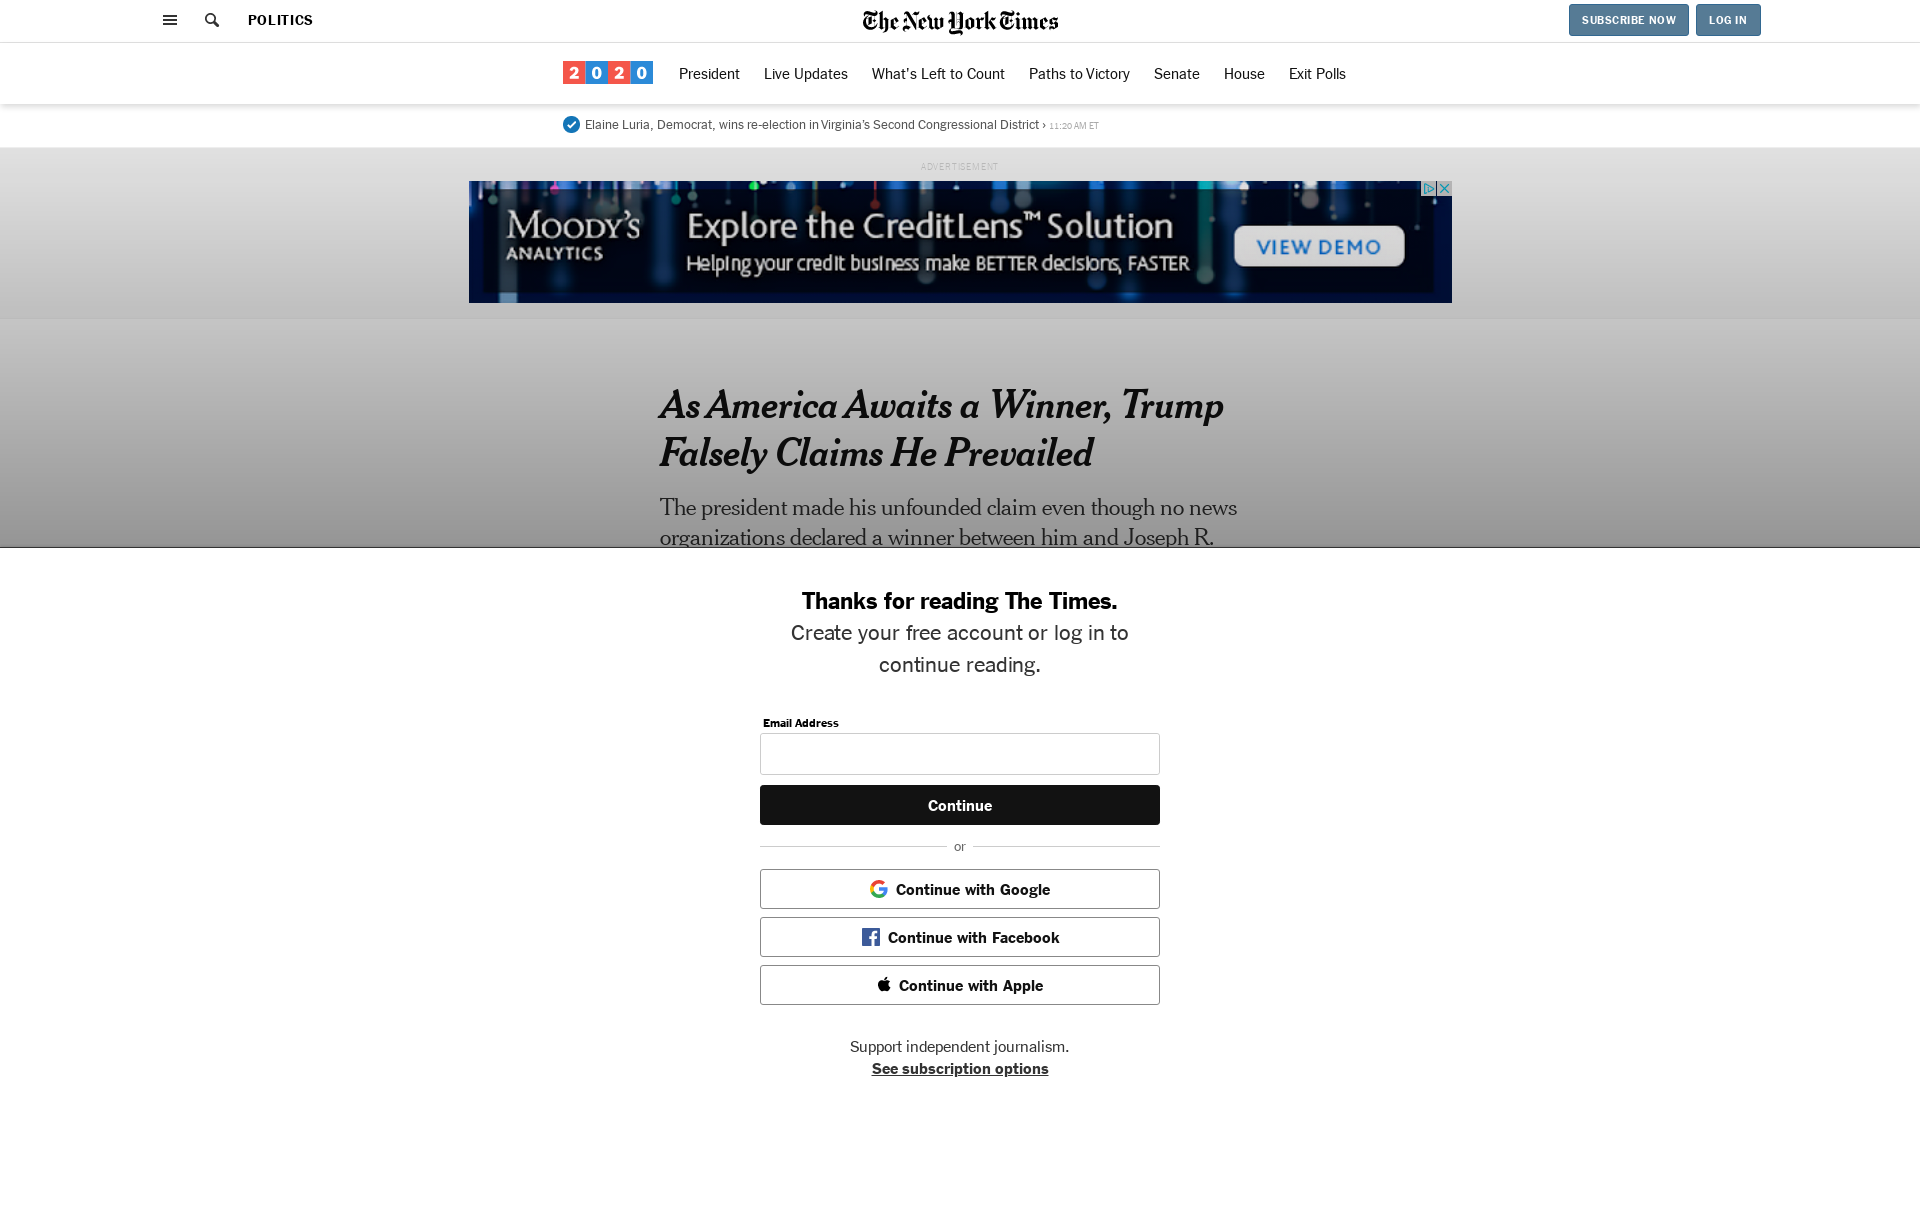 POLITICS
The New York Times
SUBSCRIBE NOW
LOG IN
2020
President
Live Updates
What's Left to Count
Paths to Victory
Senate
House
Exit Polls
Elaine Luria, Democrat, wins re-election in Virginia's Second Congressional District › 11:20 AM ET
ADVERTISEMENT
MOODY'S
ANALYTICS
Explore the CreditLens™ Solution
Helping your credit business make BETTER decisions, FASTER
VIEW DEMO
As America Awaits a Winner, Trump
Falsely Claims He Prevailed
The president made his unfounded claim even though no news
organizations declared a winner between him and Joseph R.
Thanks for reading The Times.
Create your free account or log in to
continue reading.
Email Address
Continue
or
Continue with Google
Continue with Facebook
Continue with Apple
Support independent journalism.
See subscription options